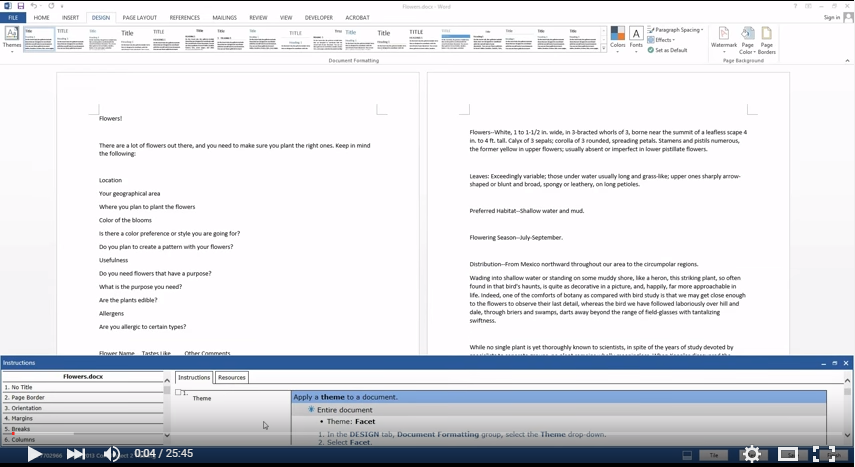 Flowers.docx - Word
Sign in
FILE HOME INSERT DESIGN PAGE LAYOUT REFERENCES MAILINGS REVIEW VIEW DEVELOPER ACROBAT
Themes
Title TITLE Title Title TITLE Title Title Title TITLE Title Title Title TITLE Title
Colors Fonts
Paragraph Spacing
Effects
Set as Default
Watermark Page Color Page Borders
Document Formatting
Page Background
Flowers!
There are a lot of flowers out there, and you need to make sure you plant the right ones. Keep in mind
the following:
Location
Your geographical area
Where you plan to plant the flowers
Color of the blooms
Is there a color preference or style you are going for?
Do you plan to create a pattern with your flowers?
Usefulness
Do you need flowers that have a purpose?
What is the purpose you need?
Are the plants edible?
Allergens
Are you allergic to certain types?
Flower Name Tastes Like Other Comments
Flowers--White, 1 to 1-1/2 in. wide, in 3-bracted whorls of 3, borne near the summit of a leafless scape 4
in. to 4 ft. tall. Calyx of 3 sepals; corolla of 3 rounded, spreading petals. Stamens and pistils numerous,
the former yellow in upper flowers; usually absent or imperfect in lower pistillate flowers.
Leaves: Exceedingly variable; those under water usually long and grass-like; upper ones sharply arrow-
shaped or blunt and broad, spongy or leathery, on long petioles.
Preferred Habitat--Shallow water and mud.
Flowering Season--July-September.
Distribution--From Mexico northward throughout our area to the circumpolar regions.
Wading into shallow water or standing on some muddy shore, like a heron, this striking plant, so often
found in that bird's haunts, is quite as decorative in a picture, and, happily, far more approachable in
life. Indeed, one of the comforts of botany as compared with bird study is that we may get close enough
to the flowers to observe their last detail, whereas the bird we have followed laboriously over hill and
dale, through briers and swamps, darts away beyond the range of field-glasses with tantalizing
swiftness.
While no single plant is yet thoroughly known to scientists, in spite of the years of study devoted by
Instructions
Flowers.docx
1. No Title
2. Page Border
3. Orientation
4. Margins
5. Breaks
6. Columns
Instructions Resources
1.
Theme
Apply a theme to a document.
Entire document
Theme: Facet
1. In the DESIGN tab, Document Formatting group, select the Theme drop-down.
2. Select Facet.
0:04 / 25:45
Tile